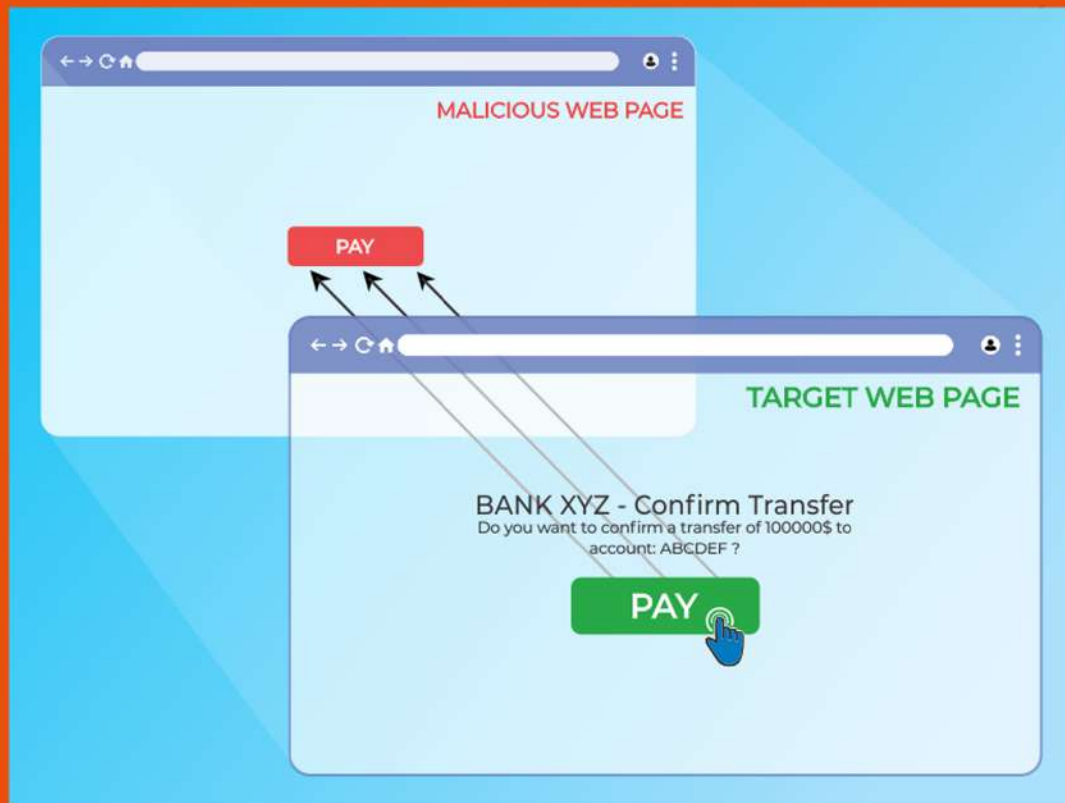 MALICIOUS WEB PAGE
PAY
TARGET WEB PAGE
BANK XYZ - Confirm Transfer
Do you want to confirm a transfer of 100000$ to
account: ABCDEF ?
PAY